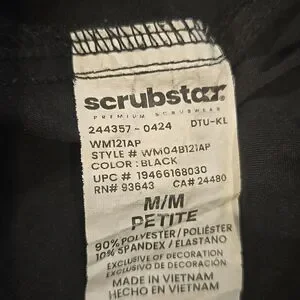 scrubstar.
PREMIUM SCRUBWEAR
244357 - 0424 DTU-KL
WM121AP
STYLE # WM04B121AP
COLOR : BLACK
UPC # 19466168030
RN# 93643 CA# 24480
M/M
PETITE
90% POLYESTER / POLIÉSTER
10% SPANDEX / ELASTANO
EXCLUSIVE OF DECORATION
EXCLUSIVO DE DECORACIÓN
MADE IN VIETNAM
HECHO EN VIETNAM